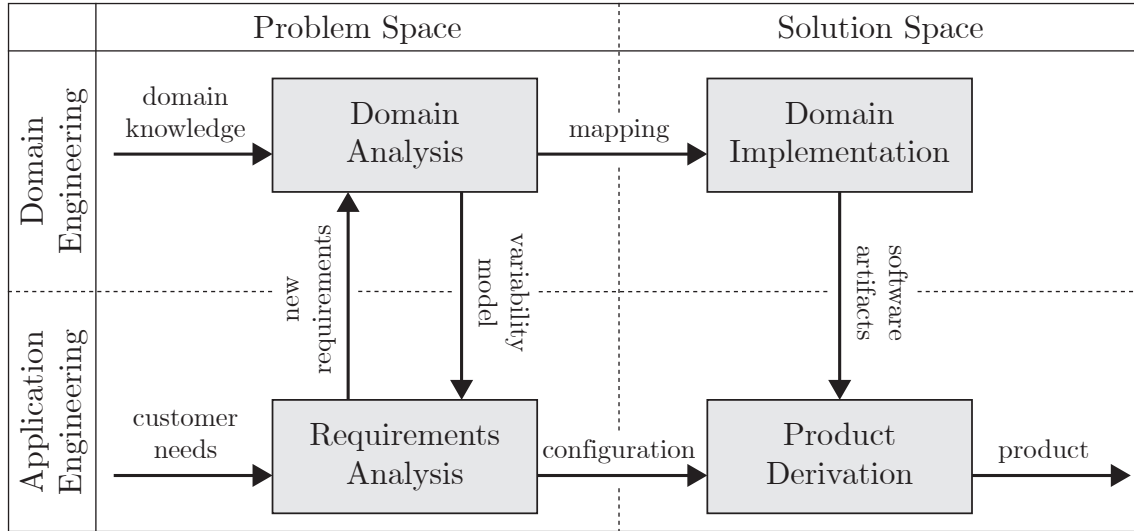 Problem Space
Solution Space
Domain
Engineering
domain
knowledge
Domain
Analysis
mapping
Domain
Implementation
new
requirements
variability
model
software
artifacts
Application
Engineering
customer
needs
Requirements
Analysis
configuration
Product
Derivation
product